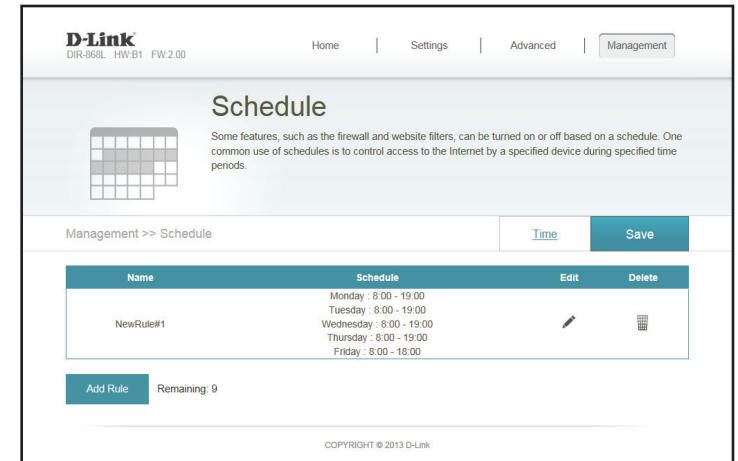 D-Link
DIR-868L HW:B1 FW:2.00
Home | Settings | Advanced | Management
Schedule
Some features, such as the firewall and website filters, can be turned on or off based on a schedule. One
common use of schedules is to control access to the Internet by a specified device during specified time
periods.
Management >> Schedule Time Save
Name Schedule Edit Delete
Monday : 8:00 - 19:00
Tuesday : 8:00 - 19:00
NewRule#1 Wednesday : 8:00 - 19:00
Thursday : 8:00 - 19:00
Friday : 8:00 - 18:00
Add Rule Remaining: 9
COPYRIGHT © 2013 D-Link